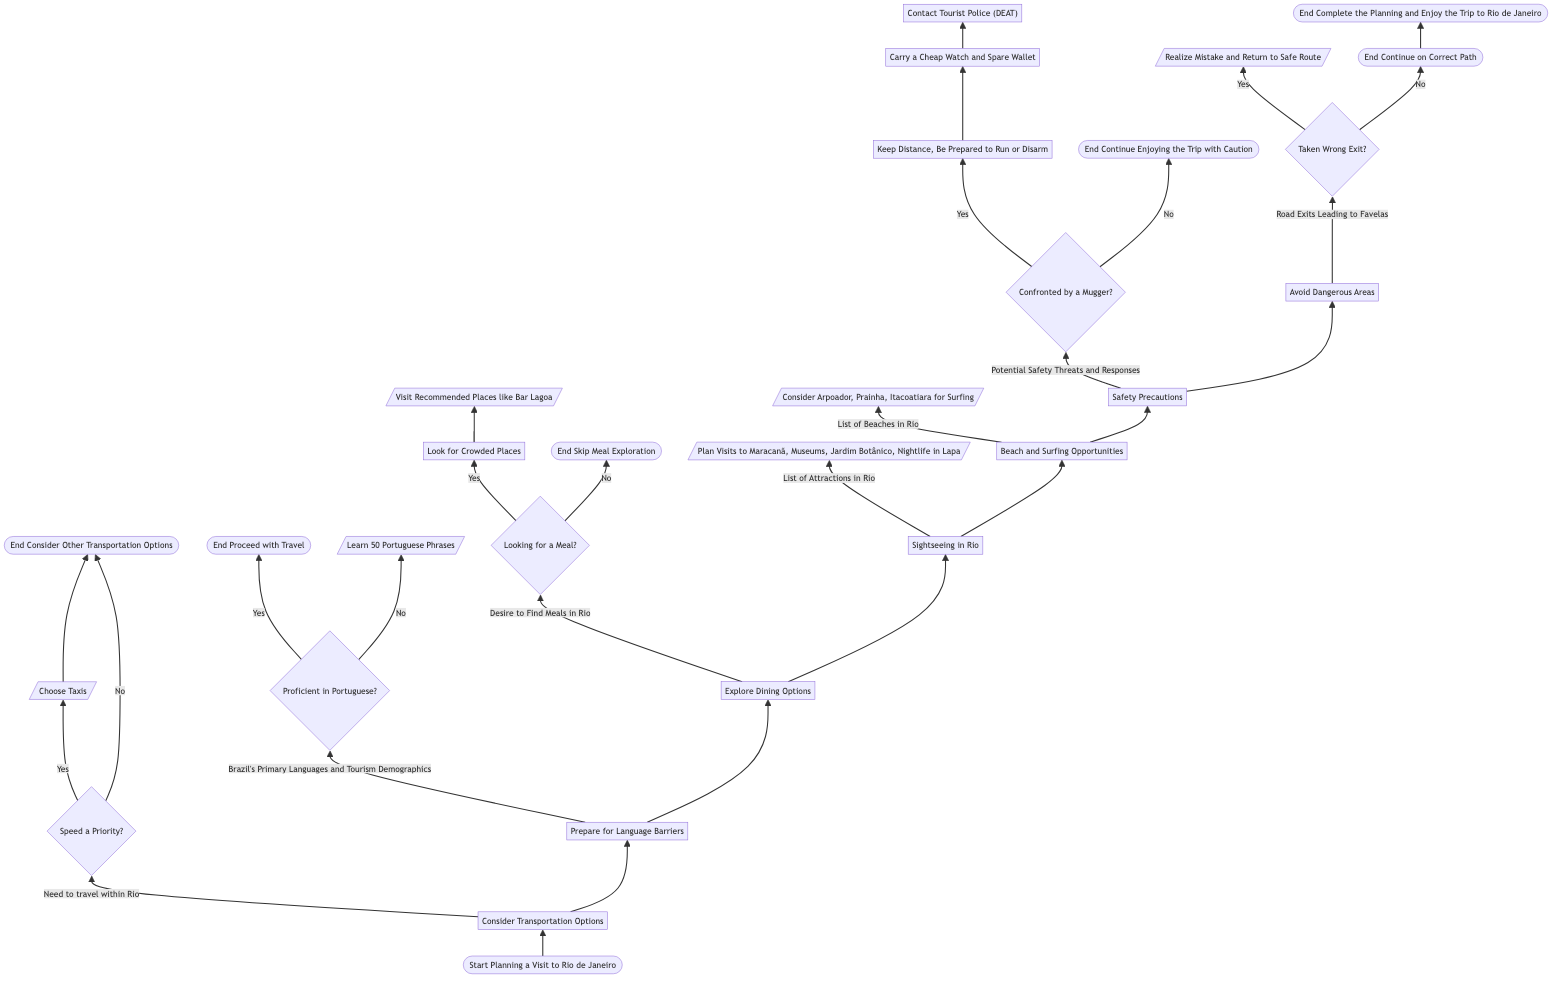 Contact Tourist Police (DEAT)
End Complete the Planning and Enjoy the Trip to Rio de Janeiro
Carry a Cheap Watch and Spare Wallet
Realize Mistake and Return to Safe Route
End Continue on Correct Path
Yes
No
Keep Distance, Be Prepared to Run or Disarm
End Continue Enjoying the Trip with Caution
Taken Wrong Exit?
Yes
No
Road Exits Leading to Favelas
Confronted by a Mugger?
Avoid Dangerous Areas
Potential Safety Threats and Responses
Visit Recommended Places like Bar Lagoa
Consider Arpoador, Prainha, Itacoatiara for Surfing
Safety Precautions
List of Beaches in Rio
Look for Crowded Places
End Skip Meal Exploration
Plan Visits to Maracanã, Museums, Jardim Botânico, Nightlife in Lapa
Beach and Surfing Opportunities
Yes
No
List of Attractions in Rio
End Consider Other Transportation Options
End Proceed with Travel
Learn 50 Portuguese Phrases
Looking for a Meal?
Sightseeing in Rio
Yes
No
Desire to Find Meals in Rio
Choose Taxis
No
Proficient in Portuguese?
Explore Dining Options
Yes
Brazil's Primary Languages and Tourism Demographics
Speed a Priority?
Prepare for Language Barriers
Need to travel within Rio
Consider Transportation Options
Start Planning a Visit to Rio de Janeiro